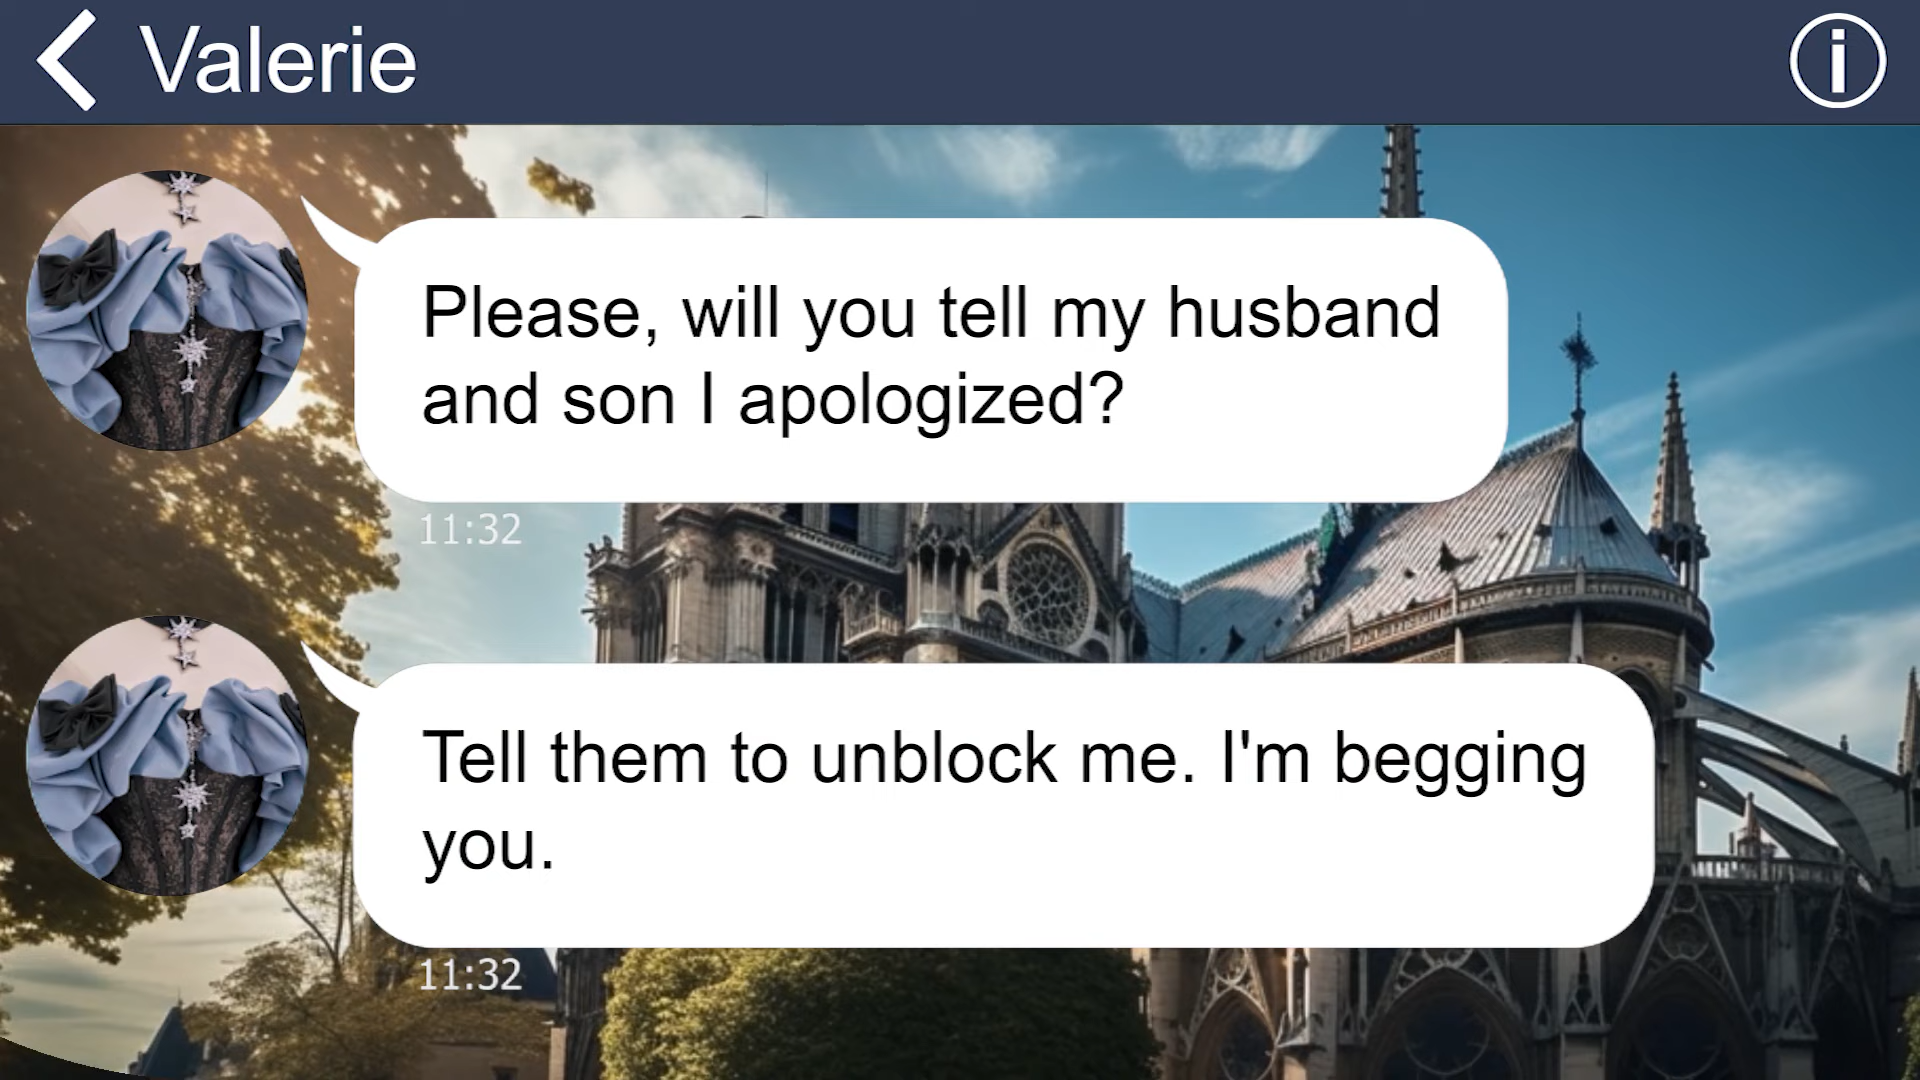 Valerie
Please, will you tell my husband
and son I apologized?
11:32
Tell them to unblock me. I'm begging
you.
11:32